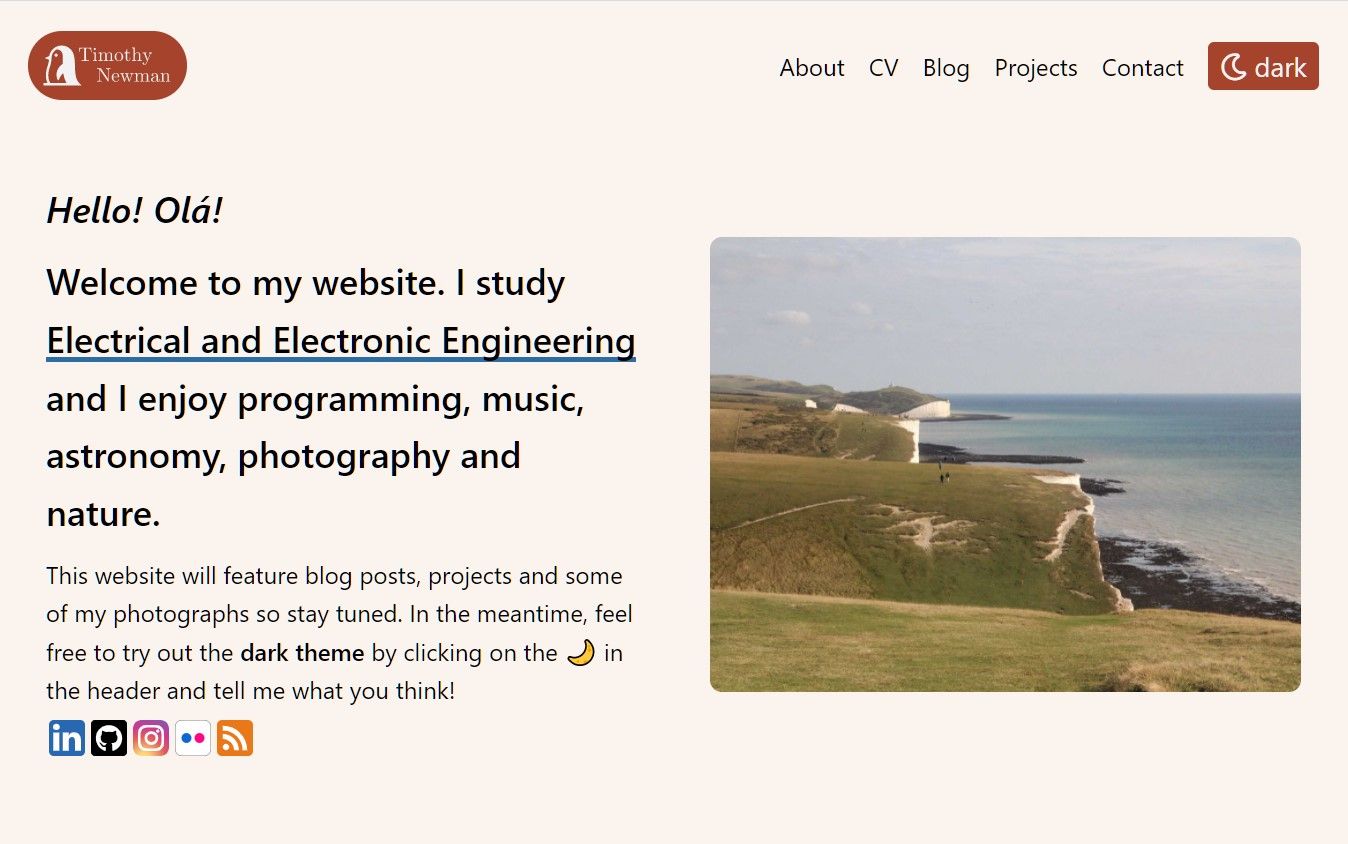 Timothy
Newman
About CV Blog Projects Contact dark
Hello! Olá!
Welcome to my website. I study
Electrical and Electronic Engineering
and I enjoy programming, music,
astronomy, photography and
nature.
This website will feature blog posts, projects and some
of my photographs so stay tuned. In the meantime, feel
free to try out the dark theme by clicking on the 🌙 in
the header and tell me what you think!
in